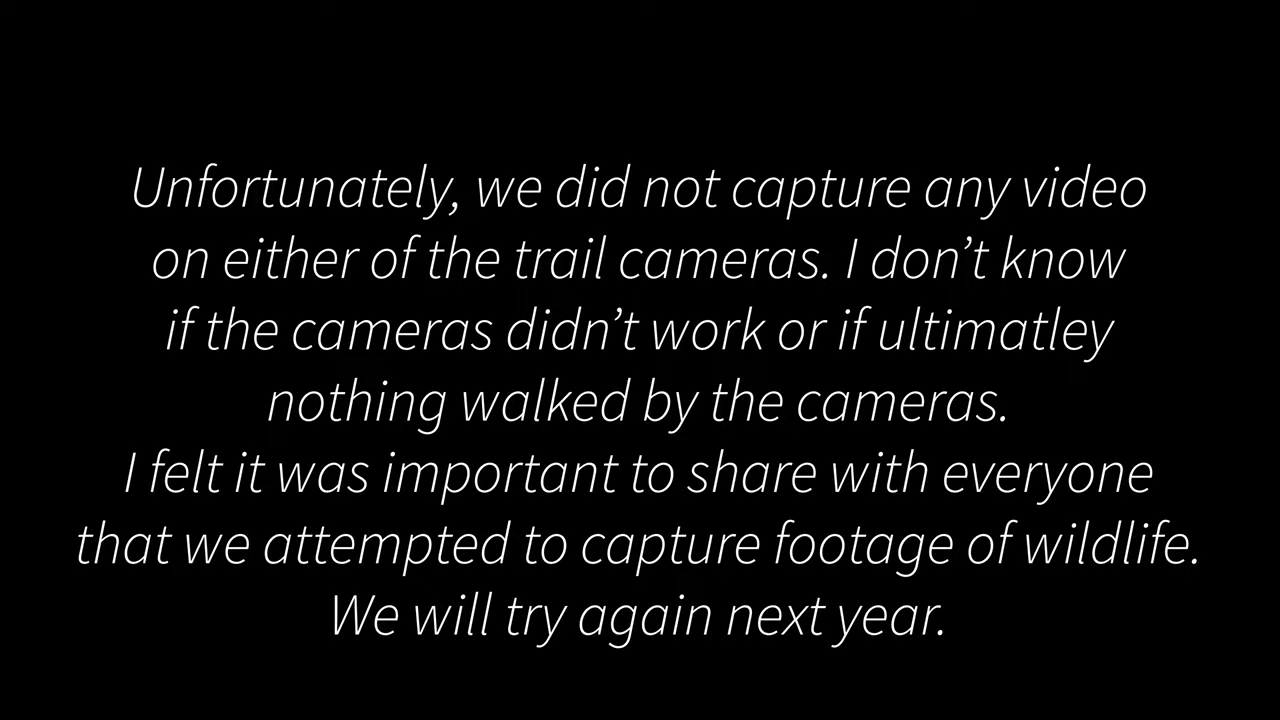 Unfortunately, we did not capture any video
on either of the trail cameras. I don’t know
if the cameras didn’t work or if ultimatley
nothing walked by the cameras.
I felt it was important to share with everyone
that we attempted to capture footage of wildlife.
We will try again next year.